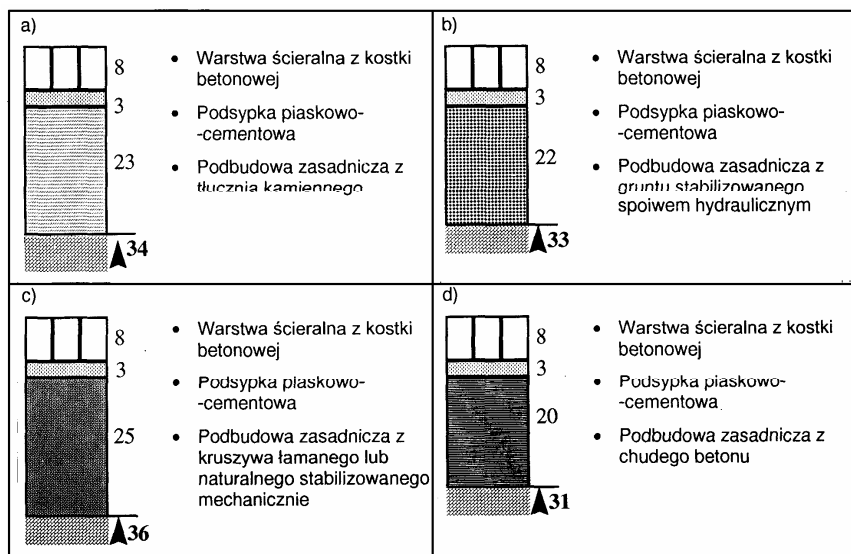 a)
8
3
23
34
• Warstwa ścieralna z kostki
betonowej
• Podsypka piaskowo-
-cementowa
• Podbudowa zasadnicza z
tłucznia kamiennego
b)
8
3
22
33
• Warstwa ścieralna z kostki
betonowej
• Podsypka piaskowo-
-cementowa
• Podbudowa zasadnicza z
gruntu stabilizowanego
spoiwem hydraulicznym
c)
8
3
25
36
• Warstwa ścieralna z kostki
betonowej
• Podsypka piaskowo-
-cementowa
• Podbudowa zasadnicza z
kruszywa łamanego lub
naturalnego stabilizowanego
mechanicznie
d)
8
3
20
31
• Warstwa ścieralna z kostki
betonowej
• Podsypka piaskowo-
-cementowa
• Podbudowa zasadnicza z
chudego betonu